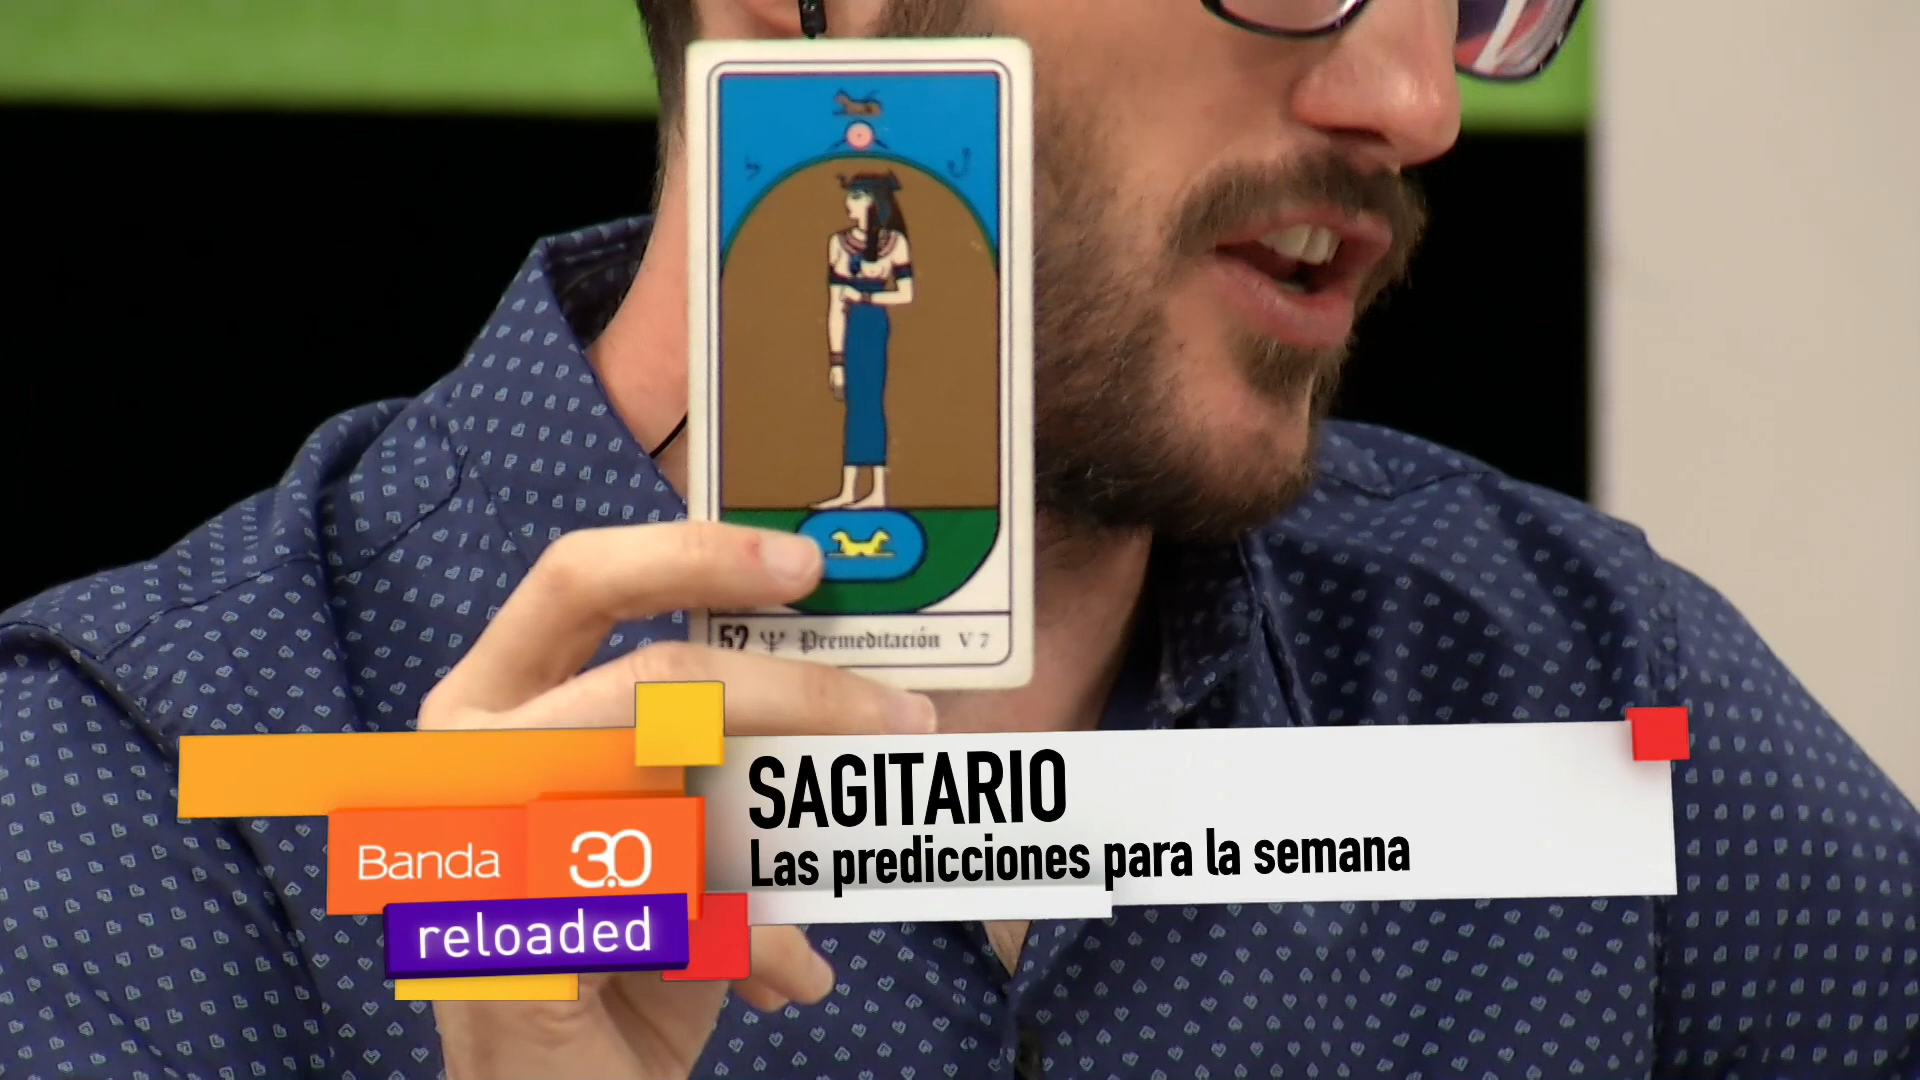 52 Premeditación V 7
SAGITARIO
Las predicciones para la semana
Banda 3.0
reloaded